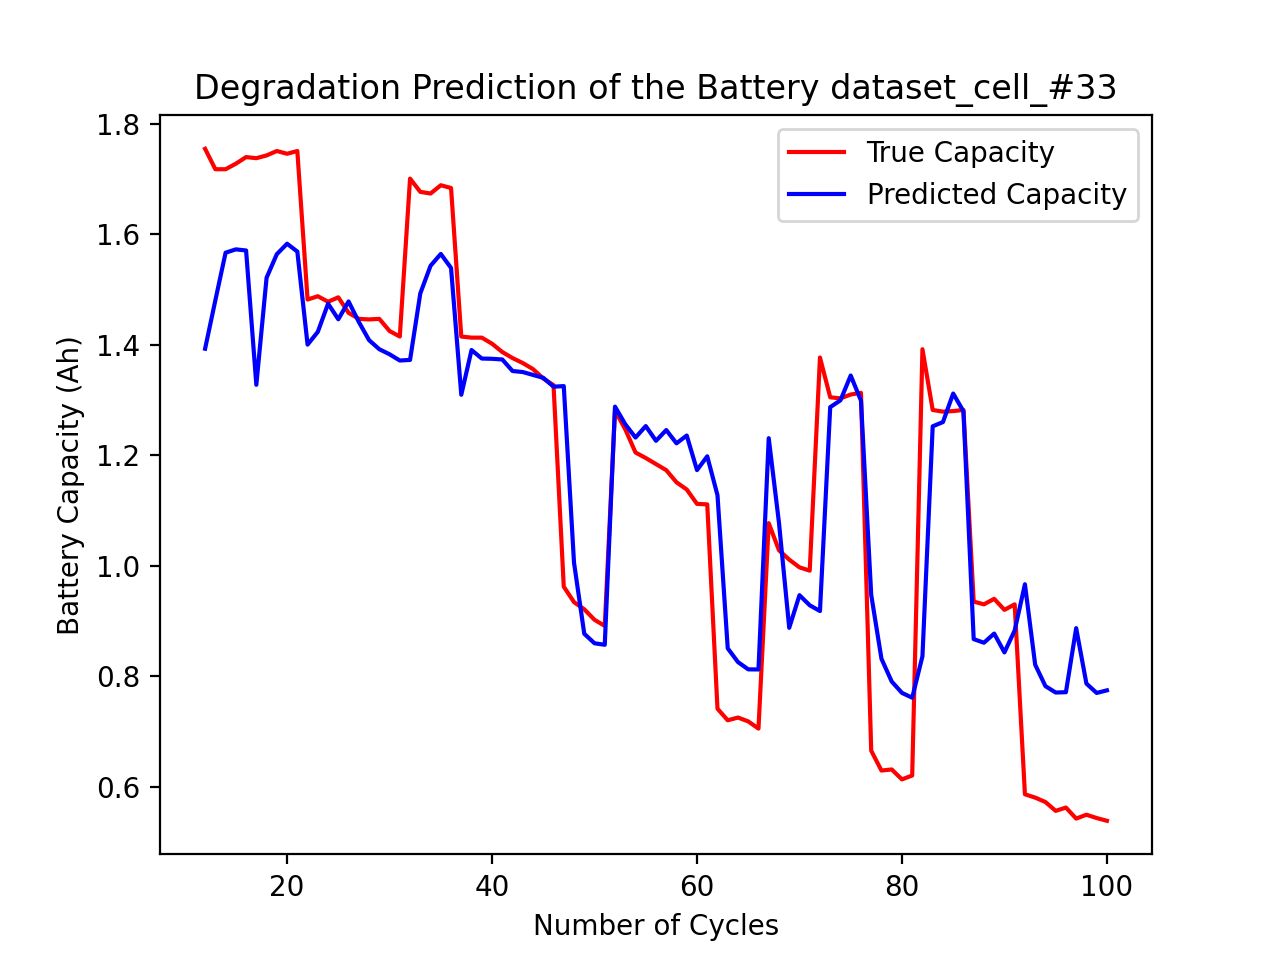 Degradation Prediction of the Battery dataset_cell_#33
True Capacity
Predicted Capacity
Battery Capacity (Ah)
1.8
1.6
1.4
1.2
1.0
0.8
0.6
20 40 60 80 100
Number of Cycles